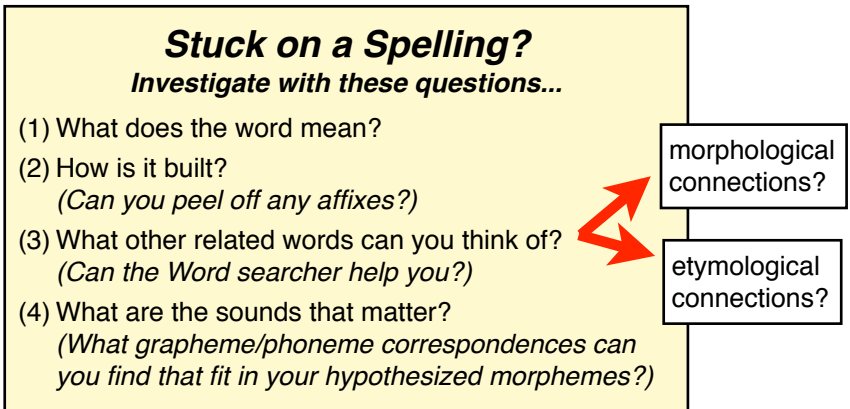 Stuck on a Spelling?
Investigate with these questions...
(1) What does the word mean?
(2) How is it built?
(Can you peel off any affixes?)
(3) What other related words can you think of?
(Can the Word searcher help you?)
(4) What are the sounds that matter?
(What grapheme/phoneme correspondences can
you find that fit in your hypothesized morphemes?)
morphological
connections?
etymological
connections?